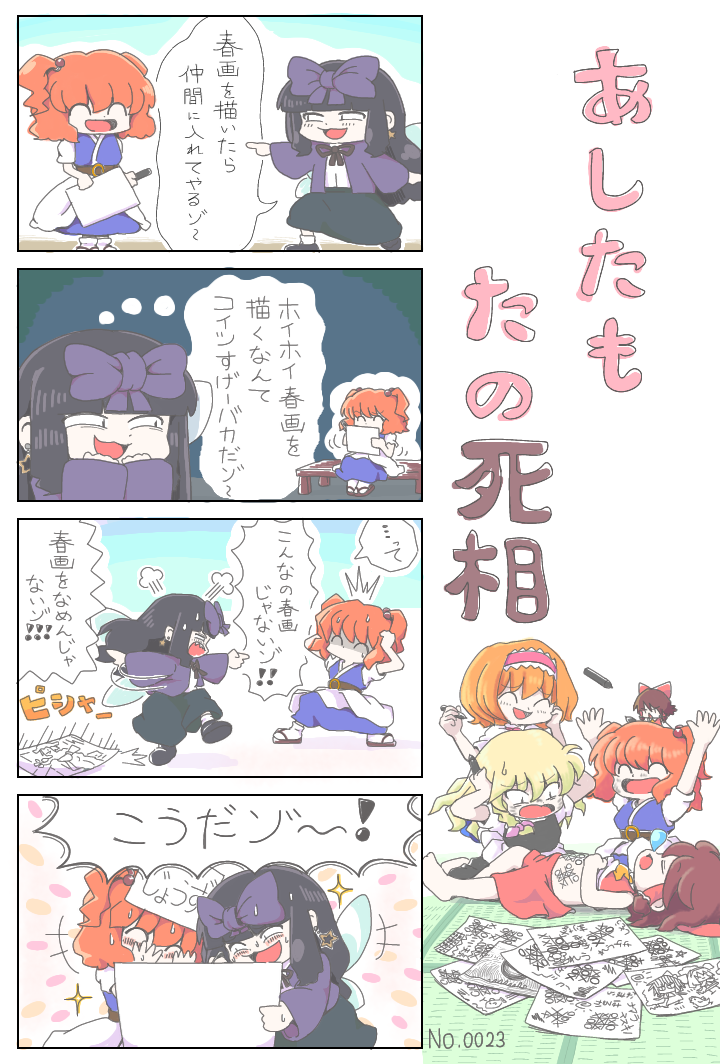 あしたも
たの死相
春画を描いたら
仲間に入れてやるゾ〜
ホイホイ春画を
描くなんて
コイツすげーバカだゾ〜
…って
こんなの春画
じゃないゾ!!
春画をなめんじゃ
ないゾ!!!
ピシャー
こうだゾ〜!
No.0023